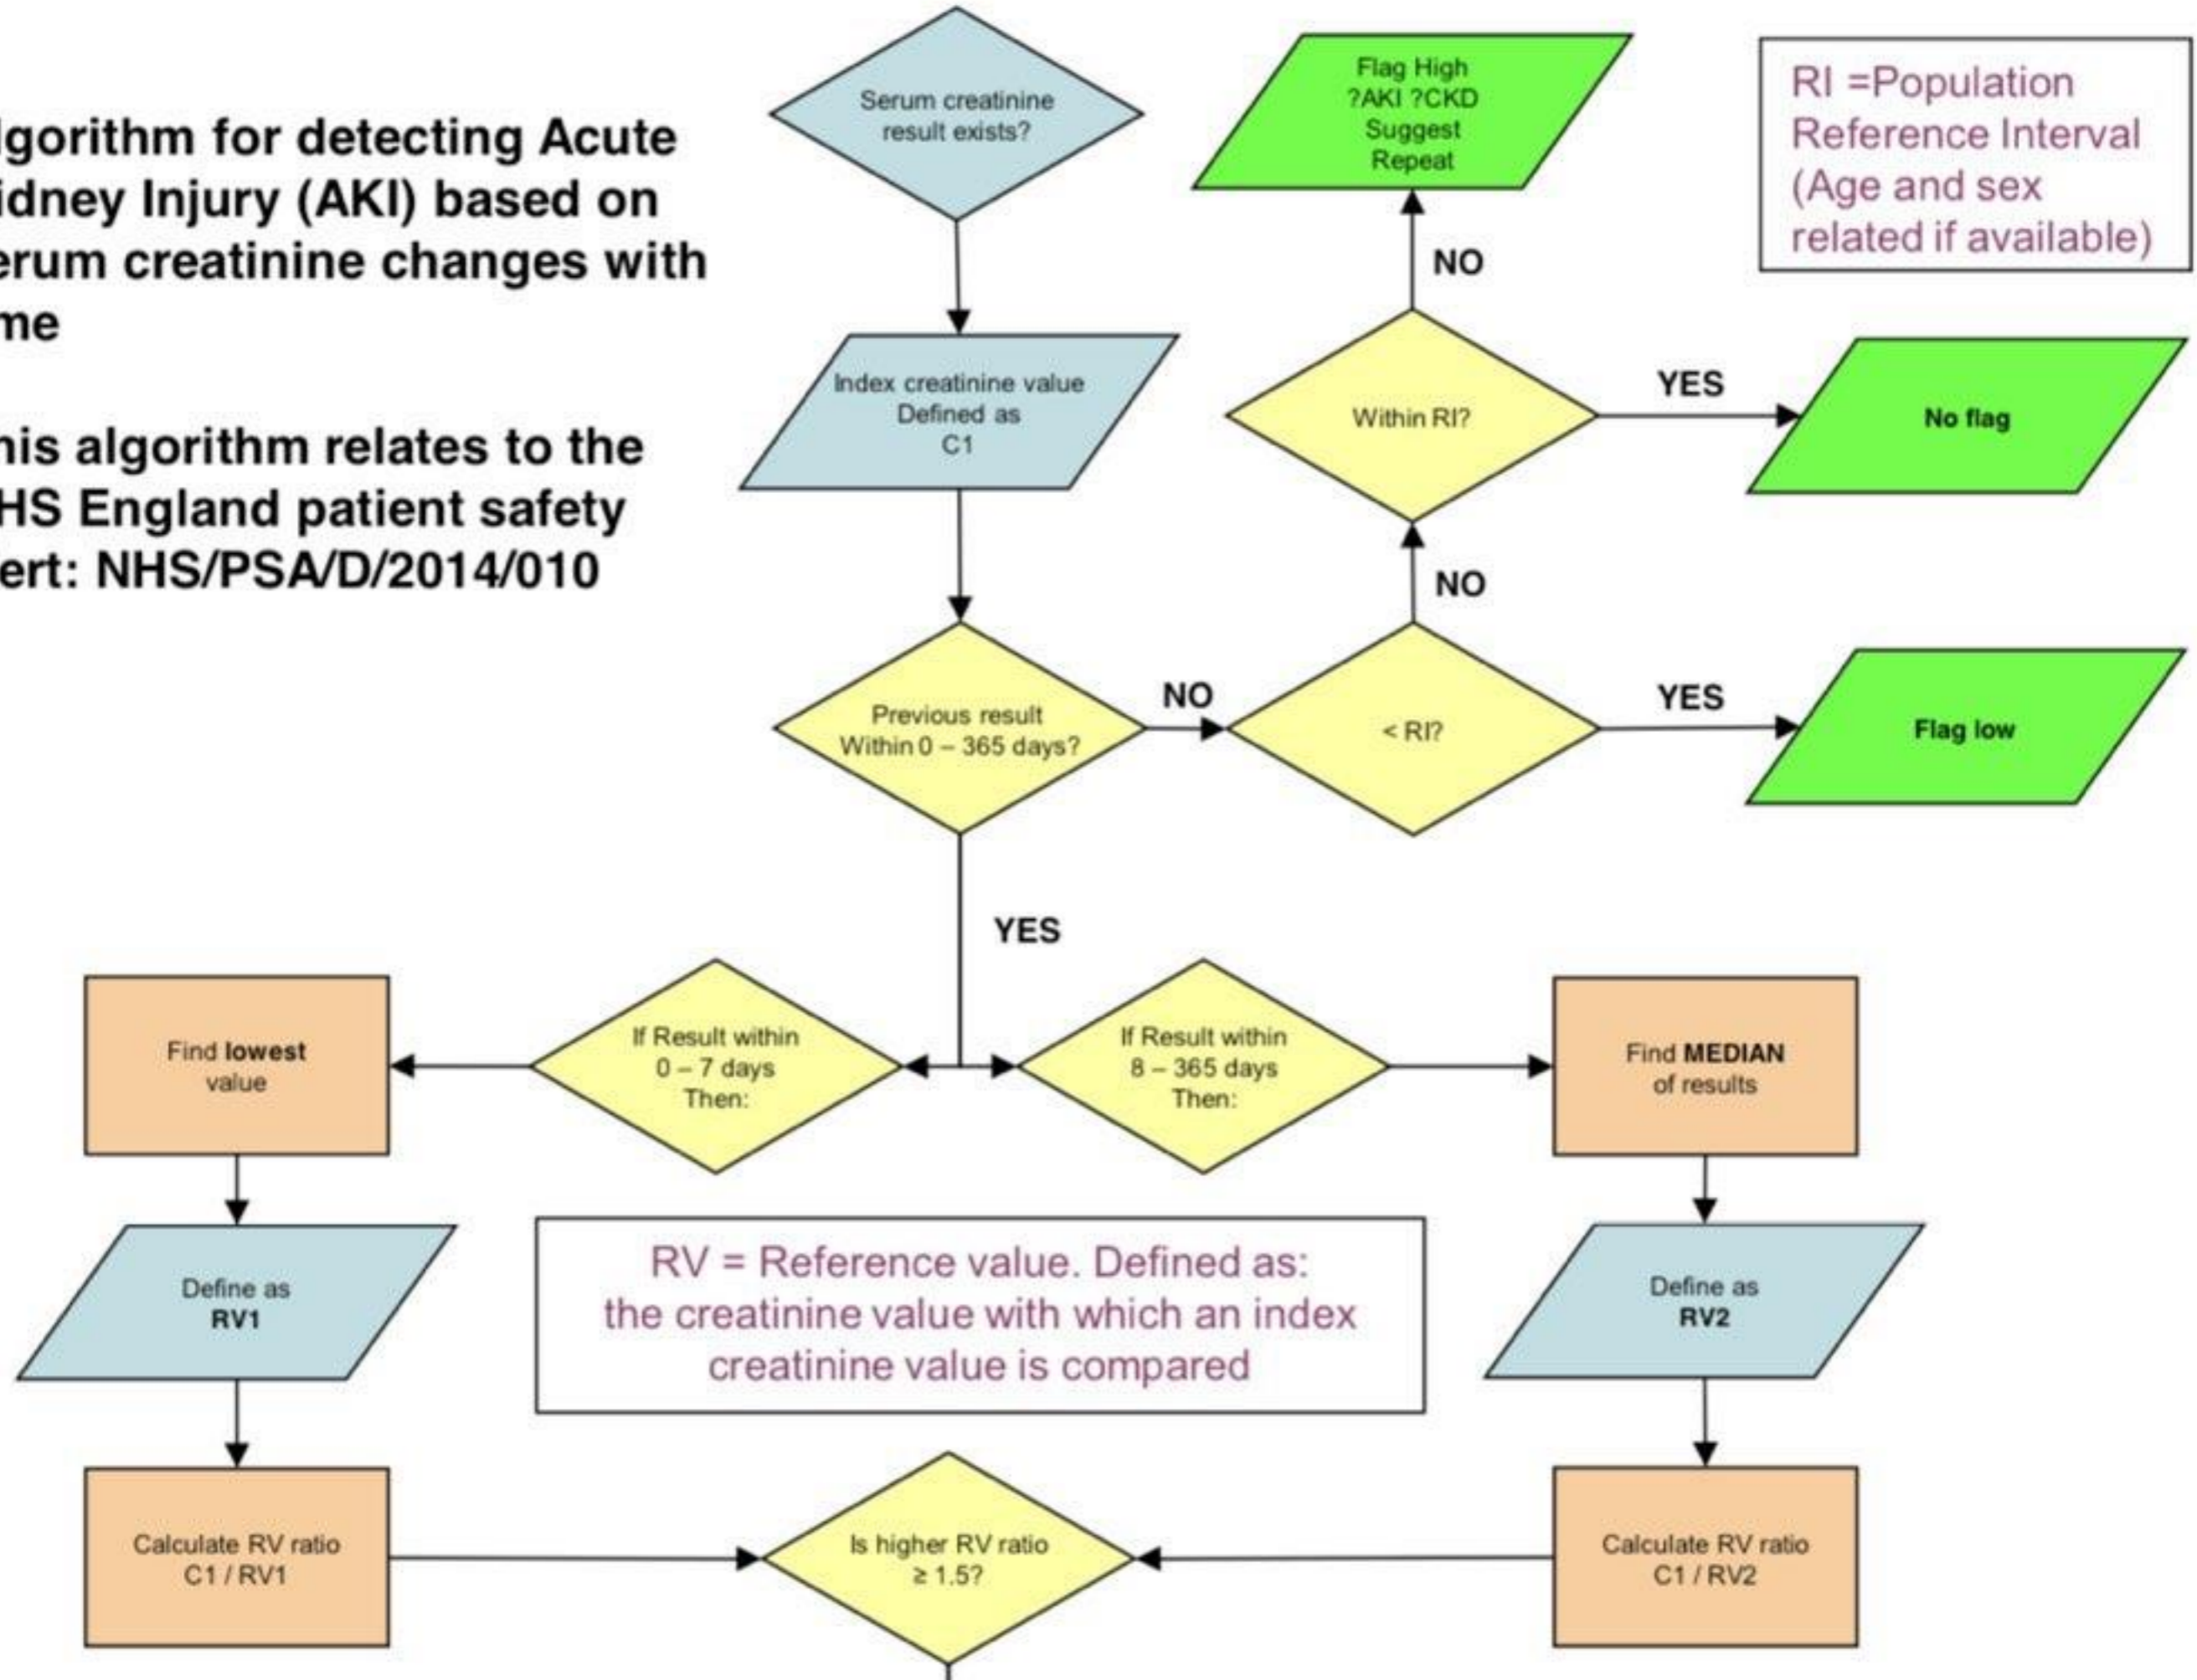 lgorithm for detecting Acute
idney Injury (AKI) based on
erum creatinine changes with
me
his algorithm relates to the
HS England patient safety
ert: NHS/PSA/D/2014/010
Serum creatinine
result exists?
Flag High
?AKI ?CKD
Suggest
Repeat
RI =Population
Reference Interval
(Age and sex
related if available)
NO
Index creatinine value
Defined as
C1
Within RI?
YES
No flag
NO
Previous result
Within 0 – 365 days?
NO
< RI?
YES
Flag low
YES
Find lowest
value
If Result within
0 – 7 days
Then:
If Result within
8 – 365 days
Then:
Find MEDIAN
of results
Define as
RV1
RV = Reference value. Defined as:
the creatinine value with which an index
creatinine value is compared
Define as
RV2
Calculate RV ratio
C1 / RV1
Is higher RV ratio
≥ 1.5?
Calculate RV ratio
C1 / RV2